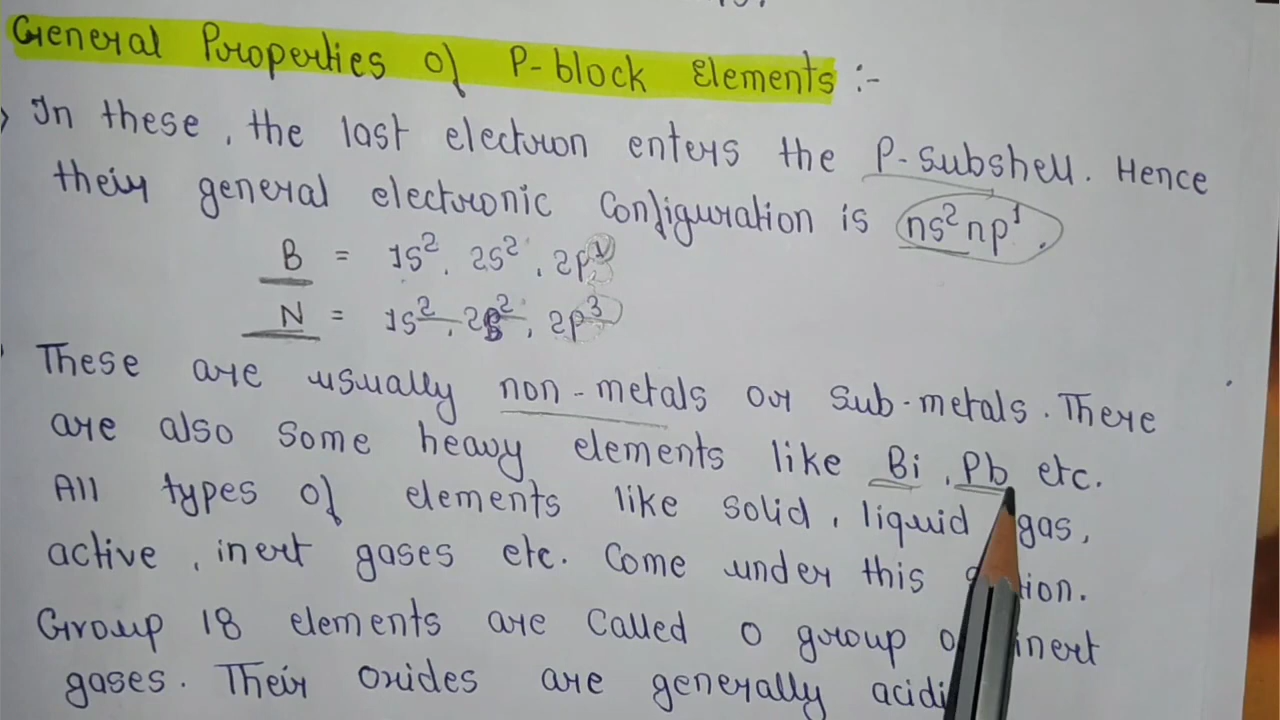 General Properties of P-block Elements :-
In these, the last electron enters the P-Subshell. Hence
their general electronic Configuration is ns²np¹.
B = 1S², 2S², 2p
N = 1S², 2S², 2p³
These are usually non-metals or Sub-metals. There
are also Some heavy elements like Bi, Pb etc.
All types of elements like solid, liquid gas,
active, inert gases etc. Come under this
Group 18 elements are Called 0 group inert
gases. Their oxides are generally